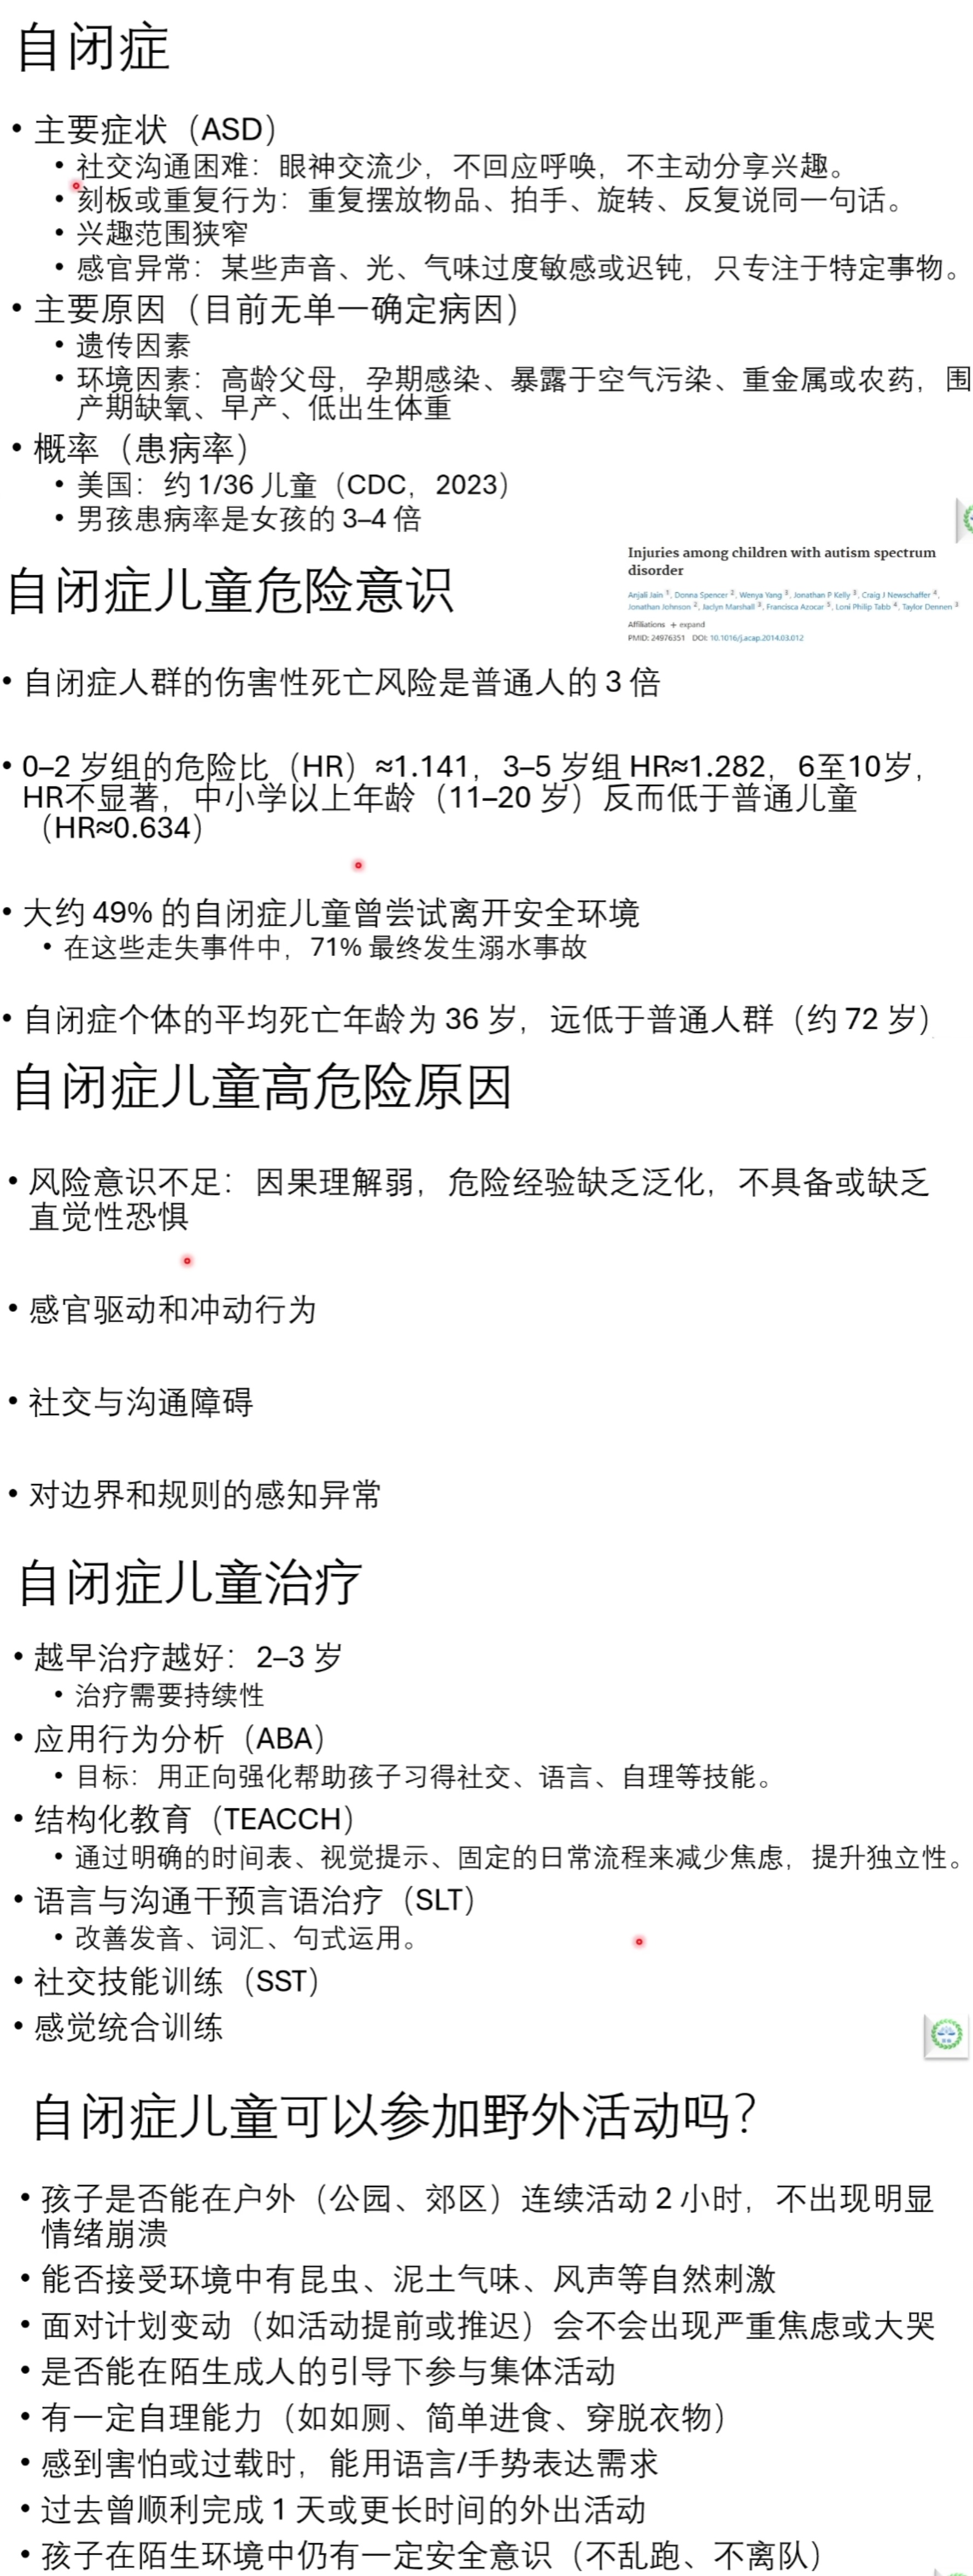 自闭症
• 主要症状（ASD）
• 社交沟通困难：眼神交流少，不回应呼唤，不主动分享兴趣。
• 刻板或重复行为：重复摆放物品、拍手、旋转、反复说同一句话。
• 兴趣范围狭窄
• 感官异常：某些声音、光、气味过度敏感或迟钝，只专注于特定事物。
• 主要原因（目前无单一确定病因）
• 遗传因素
• 环境因素：高龄父母，孕期感染、暴露于空气污染、重金属或农药，围
产期缺氧、早产、低出生体重
• 概率（患病率）
• 美国：约 1/36 儿童（CDC，2023）
• 男孩患病率是女孩的 3–4 倍
Injuries among children with autism spectrum
disorder
Anjali Jain 1, Donna Spencer 2, Wenya Yang 3, Jonathan P Kelly 3, Craig J Newschaffer 4,
Jonathan Johnson 2, Jaclyn Marshall 3, Francisca Azocar 5, Loni Philip Tabb 4, Taylor Dennen 3
Affiliations + expand
PMID: 24976351 DOI: 10.1016/j.acap.2014.03.012
自闭症儿童危险意识
• 自闭症人群的伤害性死亡风险是普通人的 3 倍
• 0–2 岁组的危险比（HR）≈1.141，3–5 岁组 HR≈1.282，6至10岁，
HR不显著，中小学以上年龄（11–20 岁）反而低于普通儿童
（HR≈0.634）
• 大约 49% 的自闭症儿童曾尝试离开安全环境
• 在这些走失事件中，71% 最终发生溺水事故
• 自闭症个体的平均死亡年龄为 36 岁，远低于普通人群（约 72 岁）
自闭症儿童高危险原因
• 风险意识不足：因果理解弱，危险经验缺乏泛化，不具备或缺乏
直觉性恐惧
• 感官驱动和冲动行为
• 社交与沟通障碍
• 对边界和规则的感知异常
自闭症儿童治疗
• 越早治疗越好：2–3 岁
• 治疗需要持续性
• 应用行为分析（ABA）
• 目标：用正向强化帮助孩子习得社交、语言、自理等技能。
• 结构化教育（TEACCH）
• 通过明确的时间表、视觉提示、固定的日常流程来减少焦虑，提升独立性。
• 语言与沟通干预言语治疗（SLT）
• 改善发音、词汇、句式运用。
• 社交技能训练（SST）
• 感觉统合训练
自闭症儿童可以参加野外活动吗？
• 孩子是否能在户外（公园、郊区）连续活动 2 小时，不出现明显
情绪崩溃
• 能否接受环境中有昆虫、泥土气味、风声等自然刺激
• 面对计划变动（如活动提前或推迟）会不会出现严重焦虑或大哭
• 是否能在陌生成人的引导下参与集体活动
• 有一定自理能力（如如厕、简单进食、穿脱衣物）
• 感到害怕或过载时，能用语言/手势表达需求
• 过去曾顺利完成 1 天或更长时间的外出活动
• 孩子在陌生环境中仍有一定安全意识（不乱跑、不离队）